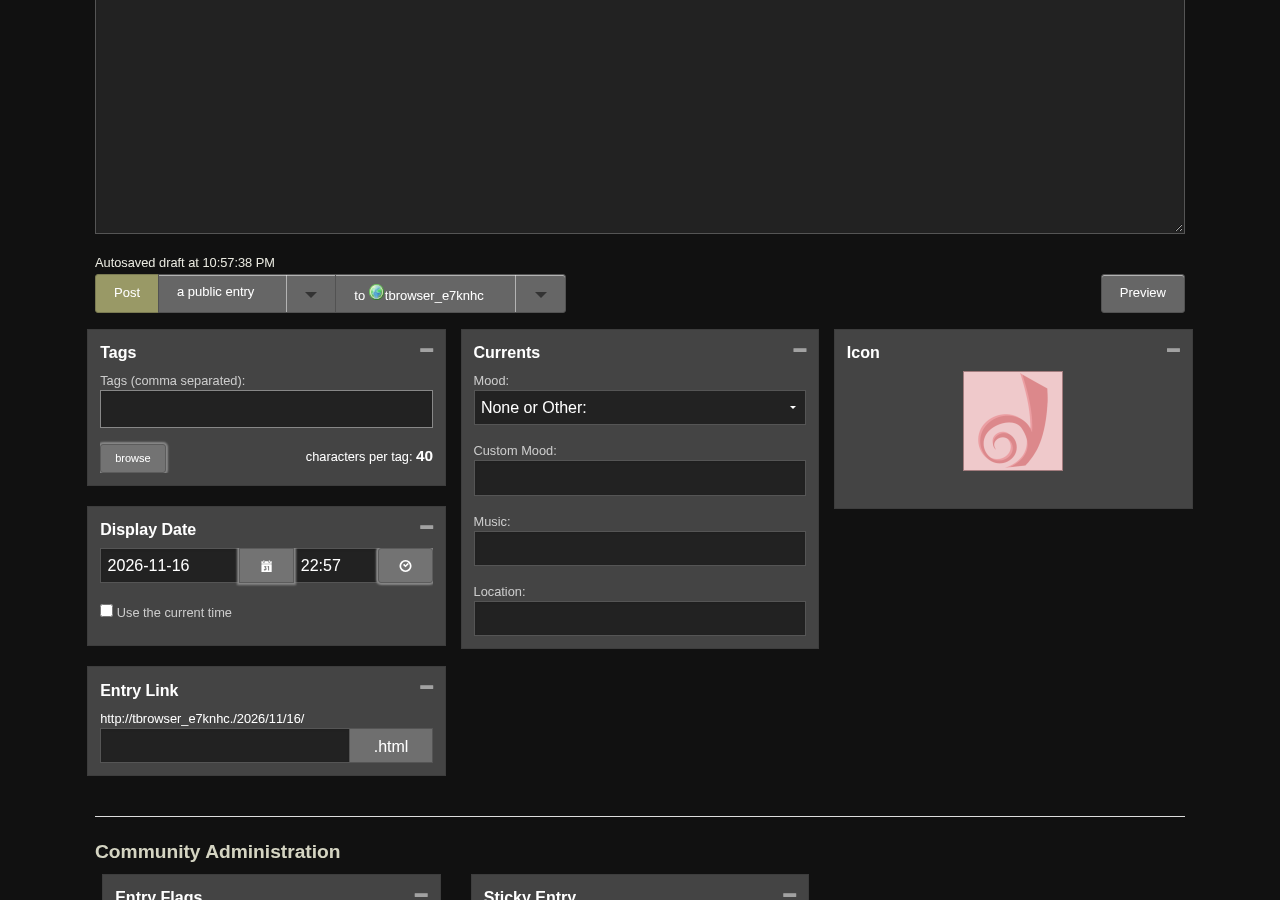 Autosaved draft at 10:57:38 PM
Post a public entry to tbrowser_e7knhc Preview
Tags
Tags (comma separated):
browse characters per tag: 40
Display Date
2026-11-16 31 22:57
Use the current time
Entry Link
http://tbrowser_e7knhc./2026/11/16/
.html
Currents
Mood:
None or Other:
Custom Mood:
Music:
Location:
Icon
Community Administration
Entry Flags
Sticky Entry